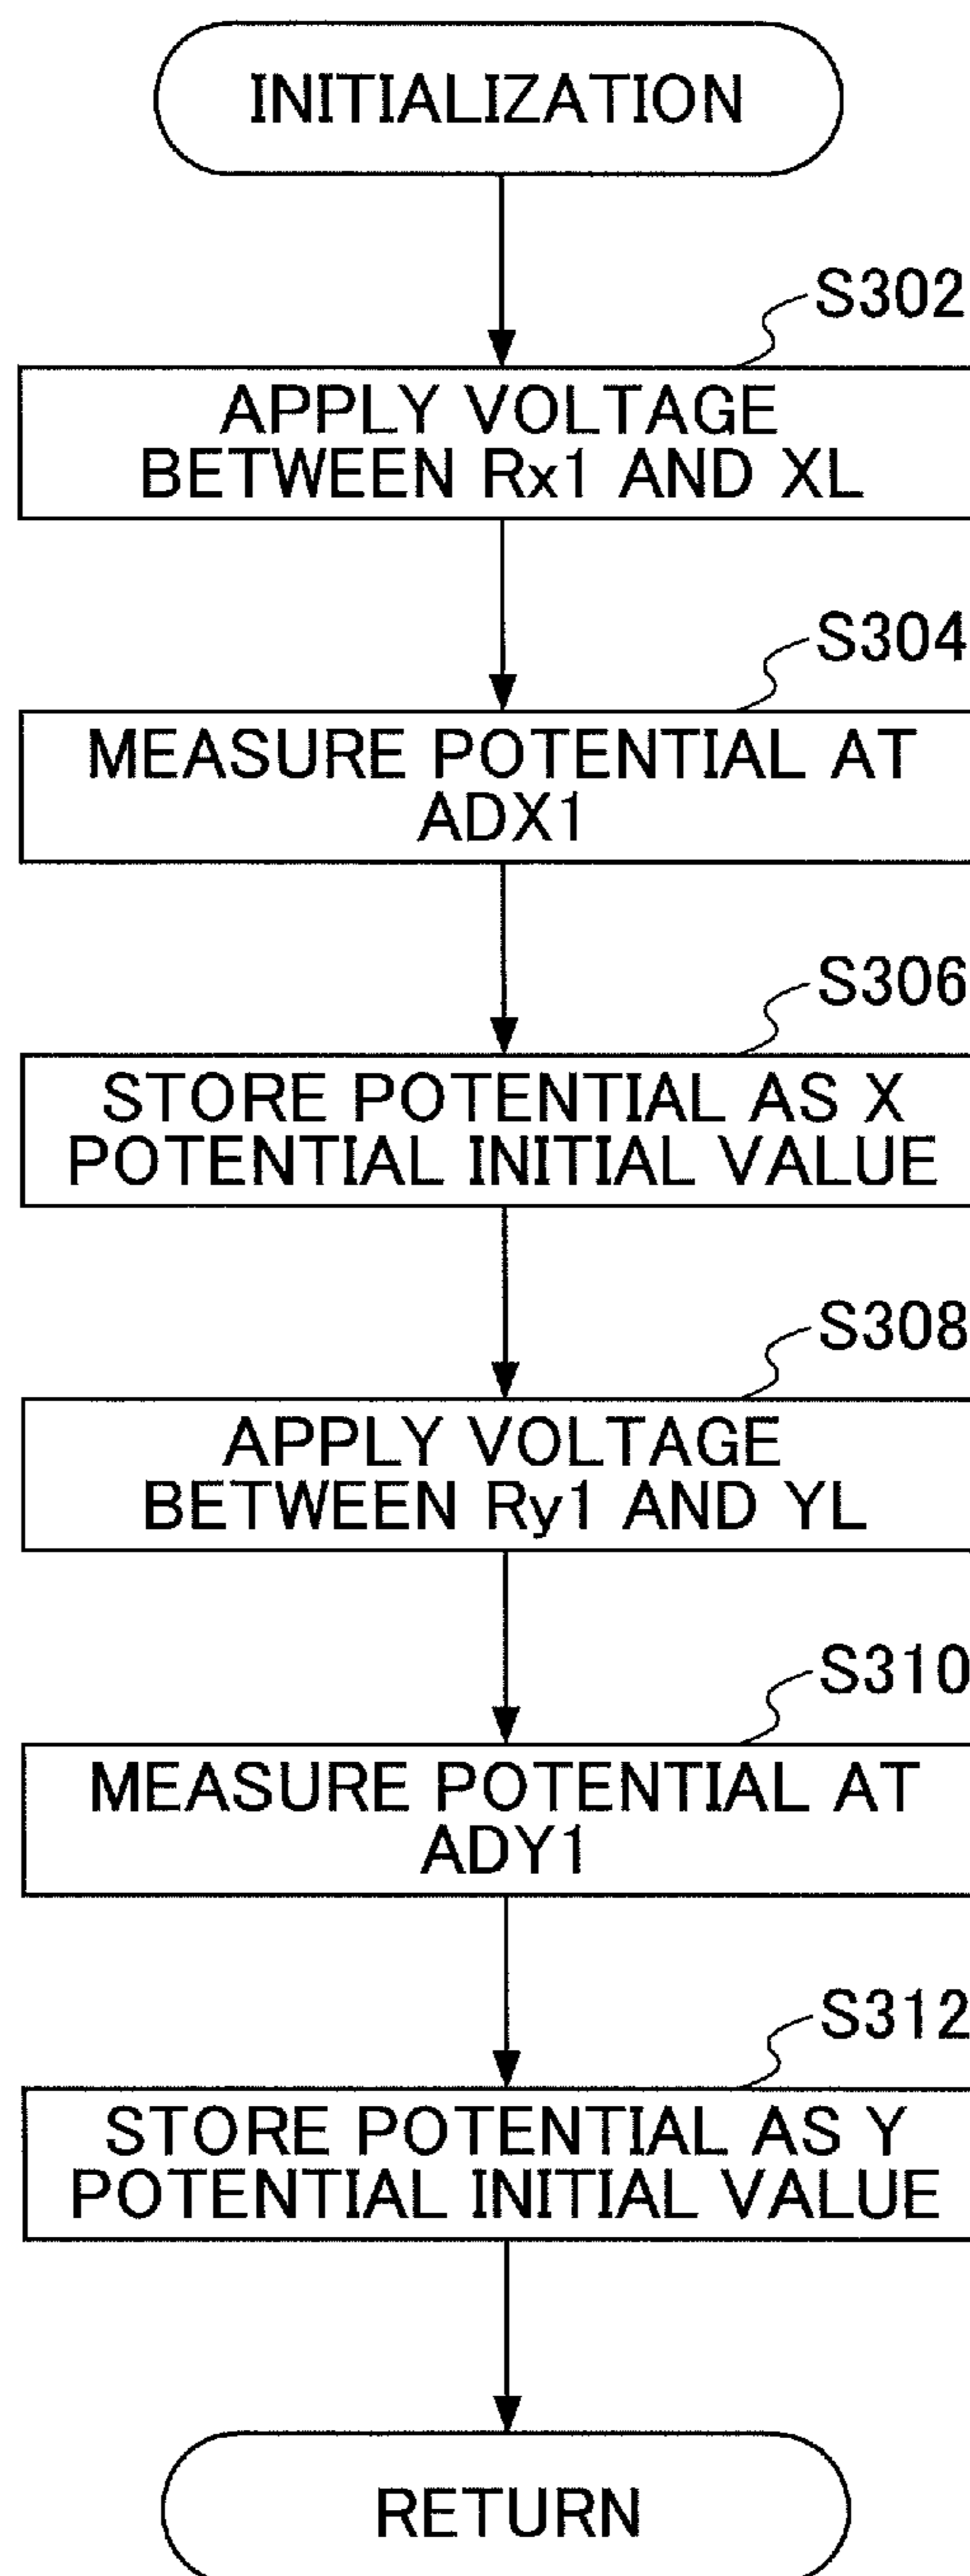 INITIALIZATION
S302
APPLY VOLTAGE
BETWEEN Rx1 AND XL
S304
MEASURE POTENTIAL AT
ADX1
S306
STORE POTENTIAL AS X
POTENTIAL INITIAL VALUE
S308
APPLY VOLTAGE
BETWEEN Ry1 AND YL
S310
MEASURE POTENTIAL AT
ADY1
S312
STORE POTENTIAL AS Y
POTENTIAL INITIAL VALUE
RETURN